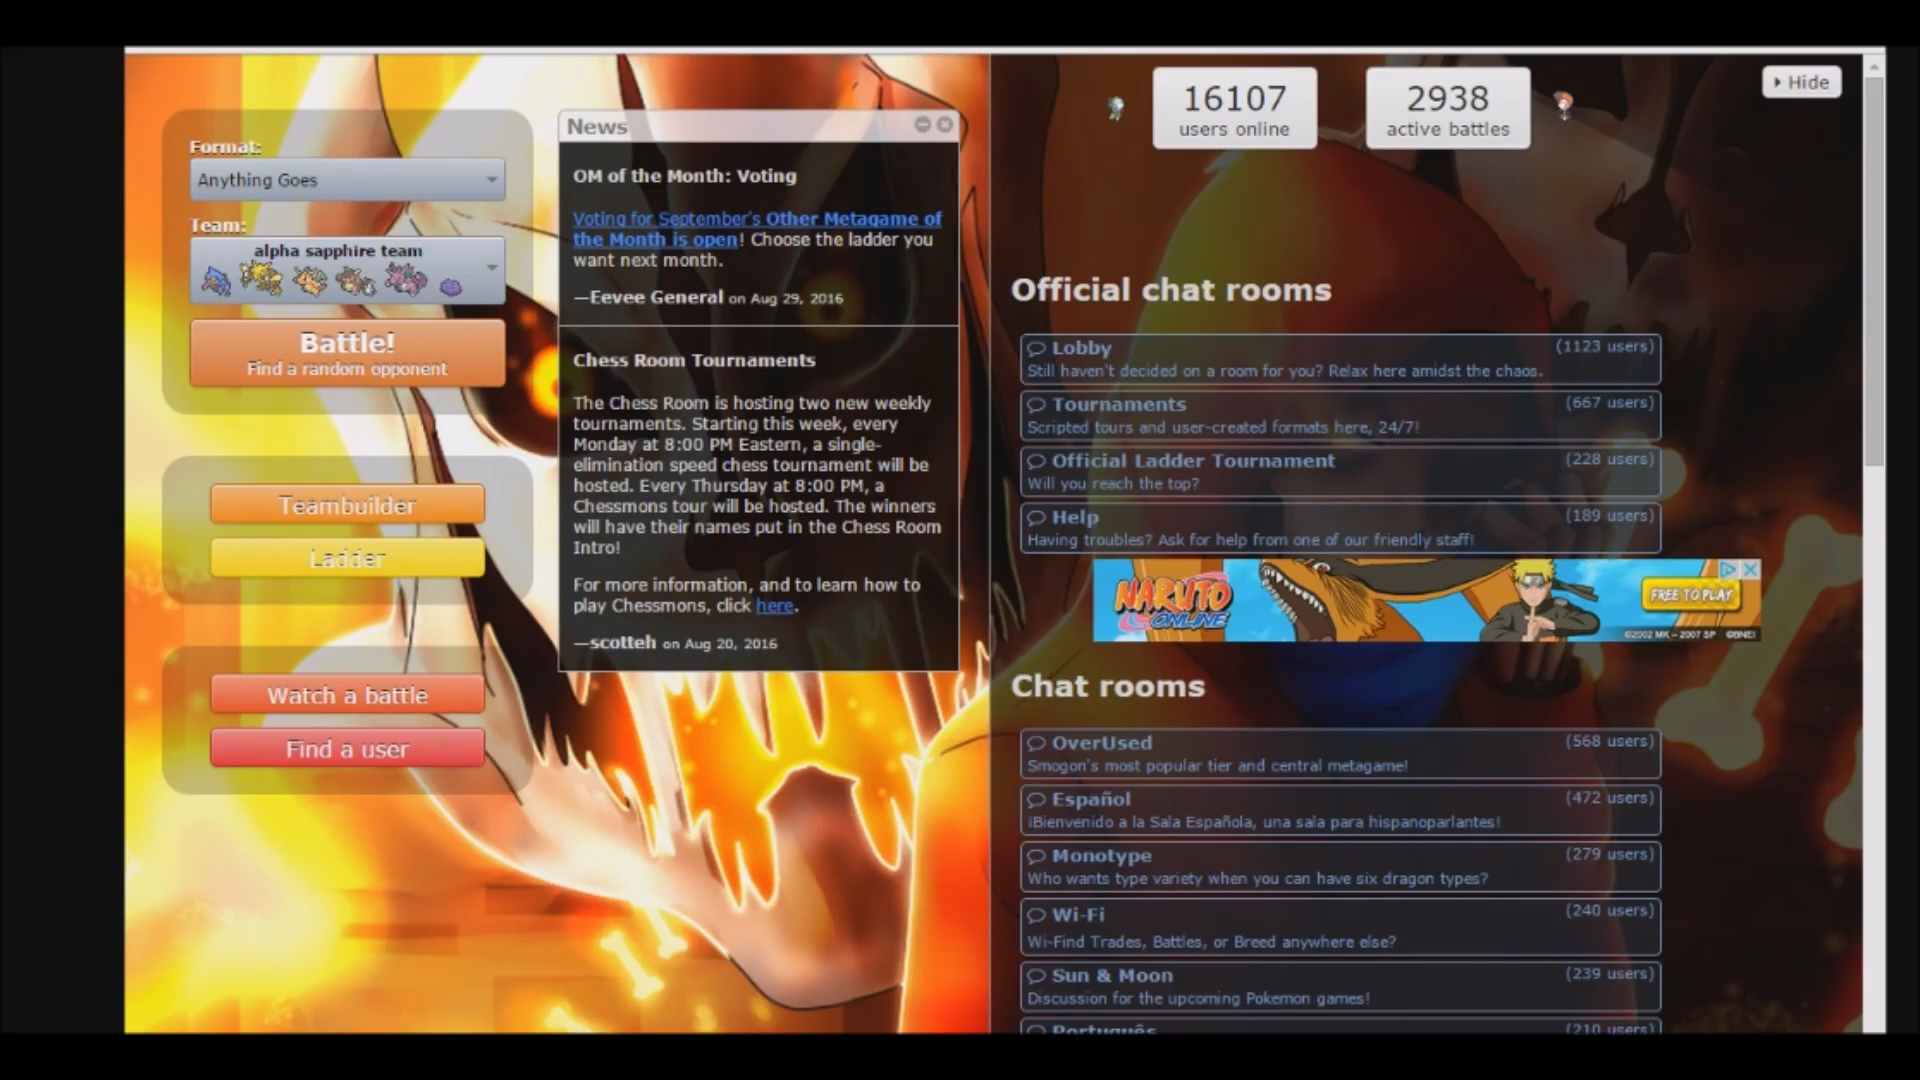 Format:
Anything Goes
Team:
alpha sapphire team
Battle!
Find a random opponent
Teambuilder
Ladder
Watch a battle
Find a user
News
OM of the Month: Voting
Voting for September's Other Metagame of
the Month is open! Choose the ladder you
want next month.
—Eevee General on Aug 29, 2016
Chess Room Tournaments
The Chess Room is hosting two new weekly
tournaments. Starting this week, every
Monday at 8:00 PM Eastern, a single-
elimination speed chess tournament will be
hosted. Every Thursday at 8:00 PM, a
Chessmons tour will be hosted. The winners
will have their names put in the Chess Room
Intro!
For more information, and to learn how to
play Chessmons, click here.
—scotteh on Aug 20, 2016
16107
users online
2938
active battles
Hide
Official chat rooms
Lobby (1123 users)
Still haven't decided on a room for you? Relax here amidst the chaos.
Tournaments (667 users)
Scripted tours and user-created formats here, 24/7!
Official Ladder Tournament (228 users)
Will you reach the top?
Help (189 users)
Having troubles? Ask for help from one of our friendly staff!
NARUTO
ONLINE
FREE TO PLAY
©2002 MK – 2007 SP ©BNEI
Chat rooms
OverUsed (568 users)
Smogon's most popular tier and central metagame!
Español (472 users)
¡Bienvenido a la Sala Española, una sala para hispanoparlantes!
Monotype (279 users)
Who wants type variety when you can have six dragon types?
Wi-Fi (240 users)
Wi-Find Trades, Battles, or Breed anywhere else?
Sun & Moon (239 users)
Discussion for the upcoming Pokemon games!
Português (210 users)